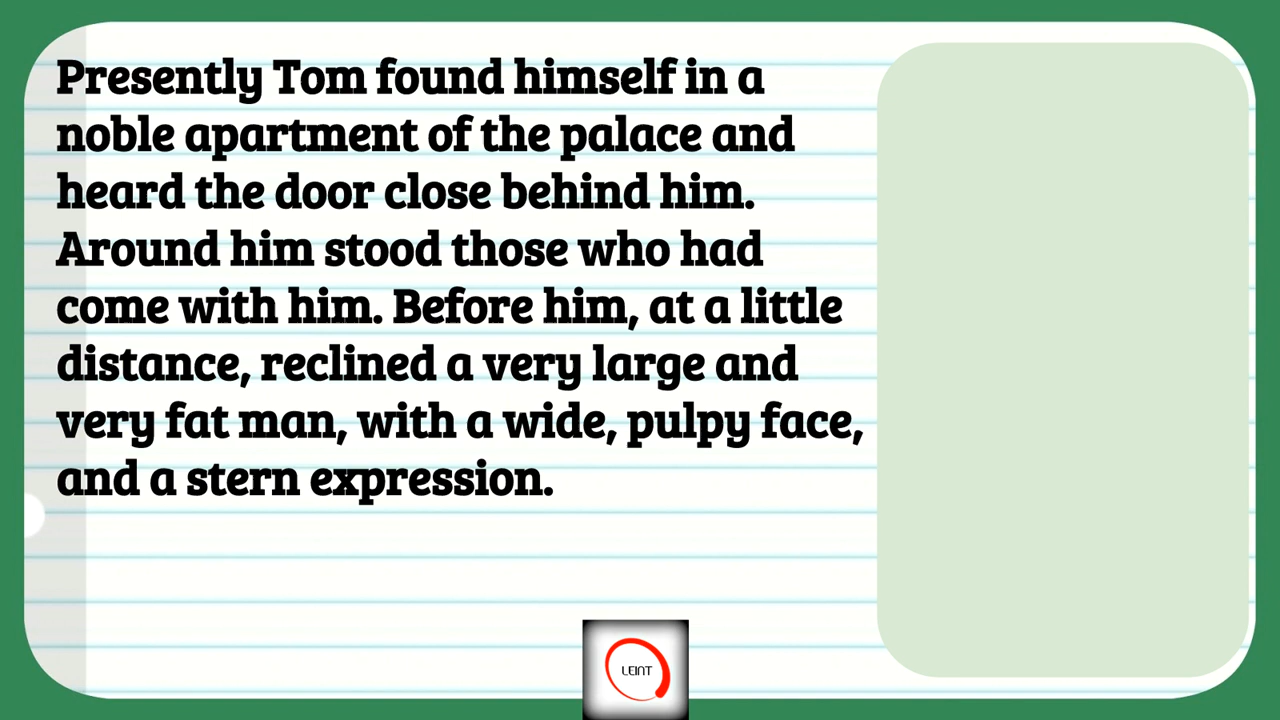 Presently Tom found himself in a
noble apartment of the palace and
heard the door close behind him.
Around him stood those who had
come with him. Before him, at a little
distance, reclined a very large and
very fat man, with a wide, pulpy face,
and a stern expression.
LEINT